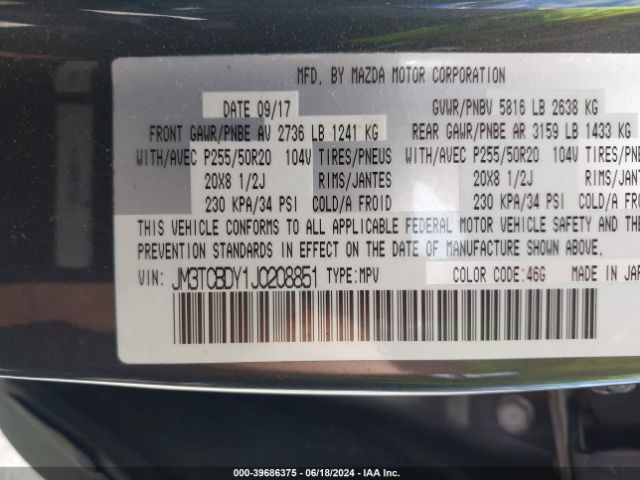 MFD. BY MAZDA MOTOR CORPORATION
DATE 09/17 GVWR/PNBV 5816 LB 2638 KG
FRONT GAWR/PNBE AV 2736 LB 1241 KG REAR GAWR/PNBE AR 3159 LB 1433 KG
WITH/AVEC P255/50R20 104V TIRES/PNEUS WITH/AVEC P255/50R20 104V TIRES/PNE
20X8 1/2J RIMS/JANTES 20X8 1/2J RIMS/JAN
230 KPA/34 PSI COLD/A FROID 230 KPA/34 PSI COLD/A FROI
THIS VEHICLE CONFORMS TO ALL APPLICABLE FEDERAL MOTOR VEHICLE SAFETY AND THE
PREVENTION STANDARDS IN EFFECT ON THE DATE OF MANUFACTURE SHOWN ABOVE.
VIN: JM3TCBDY1J0208851 TYPE:MPV COLOR CODE:46G MADE IN JAP
000-39686375 - 06/18/2024 - IAA